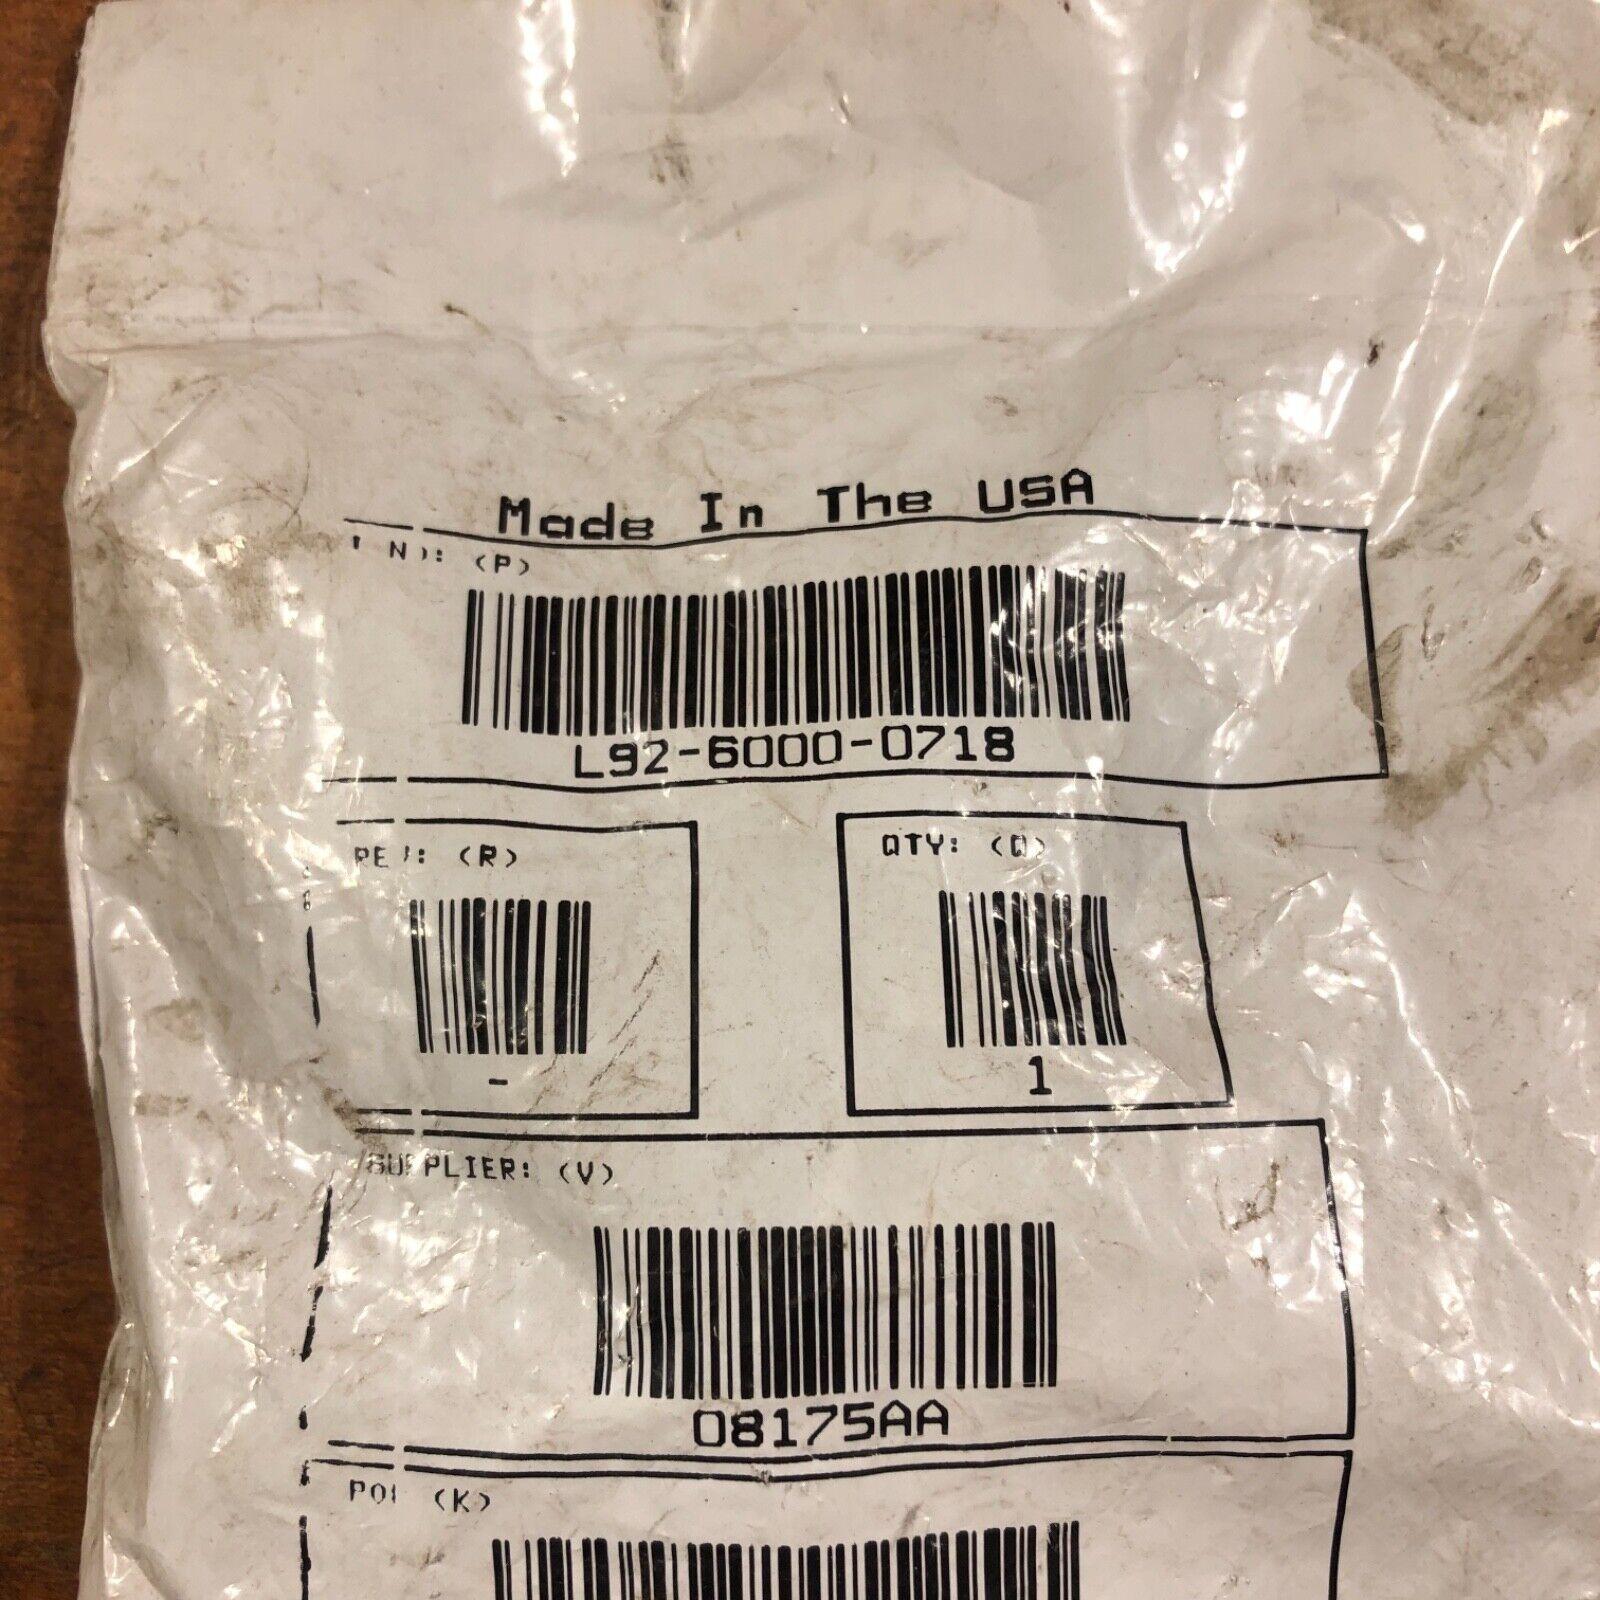 Made In The USA
(P)
L92-6000-0718
(R)
QTY: (Q)
-
1
SUPPLIER: (V)
08175AA
(K)